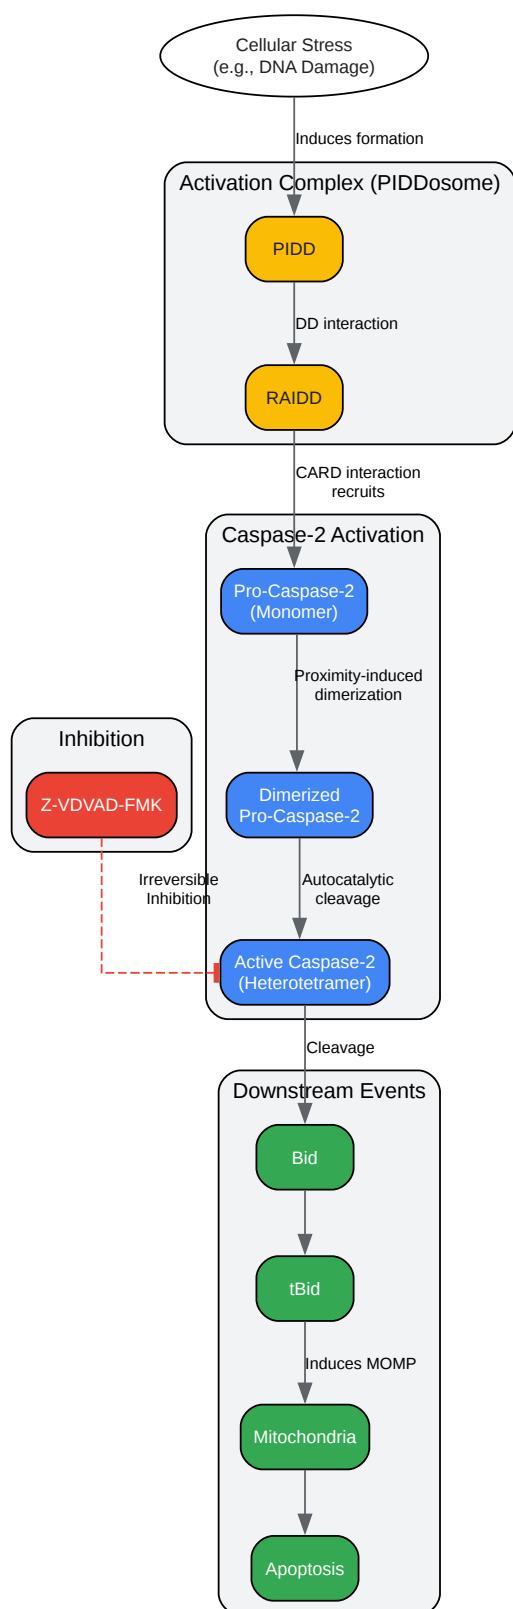 Cellular Stress
(e.g., DNA Damage)
Induces formation
Activation Complex (PIDDosome)
PIDD
DD interaction
RAIDD
CARD interaction
recruits
Caspase-2 Activation
Pro-Caspase-2
(Monomer)
Proximity-induced
dimerization
Inhibition
Z-VDVAD-FMK
Dimerized
Pro-Caspase-2
Irreversible
Inhibition
Autocatalytic
cleavage
Active Caspase-2
(Heterotetramer)
Cleavage
Downstream Events
Bid
tBid
Induces MOMP
Mitochondria
Apoptosis